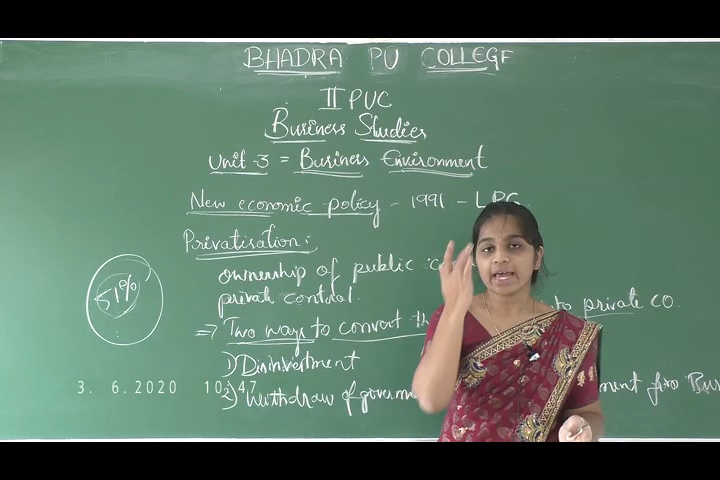 BHADRA PU COLLEGE
II PUC
Business Studies
Unit-3 = Business Environment
New economic policy - 1991 - LPG.
Privatisation:
ownership of public
private control.
51%
⇒ Two ways to convert to private co.
1) Disinvestment
2) Withdraw of
3. 6.2020 10:47